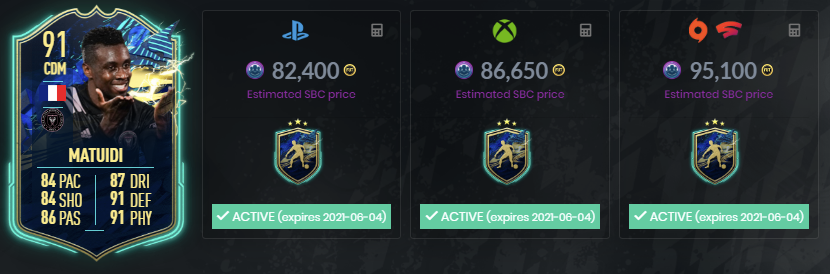 91
CDM
MATUIDI
84 PAC 87 DRI
84 SHO 91 DEF
86 PAS 91 PHY
82,400
Estimated SBC price
ACTIVE (expires 2021-06-04)
86,650
Estimated SBC price
ACTIVE (expires 2021-06-04)
95,100
Estimated SBC price
ACTIVE (expires 2021-06-04)